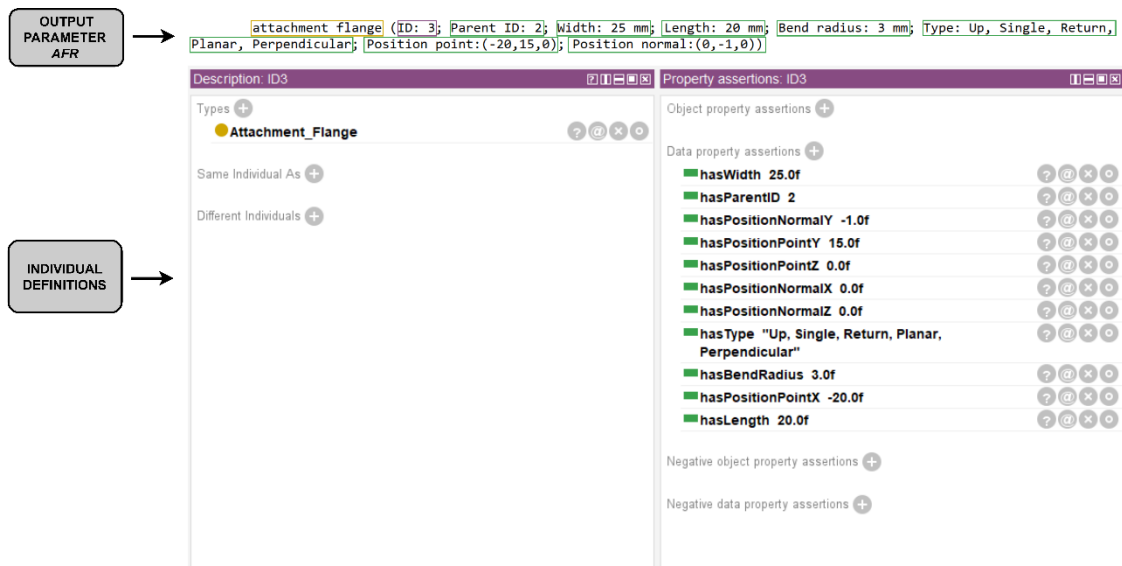 OUTPUT
PARAMETER
AFR
attachment flange (ID: 3; Parent ID: 2; Width: 25 mm; Length: 20 mm; Bend radius: 3 mm; Type: Up, Single, Return,
Planar, Perpendicular; Position point:(-20,15,0); Position normal:(0,-1,0))
Description: ID3
Types
Attachment_Flange
Same Individual As
Different Individuals
INDIVIDUAL
DEFINITIONS
Property assertions: ID3
Object property assertions
Data property assertions
hasWidth 25.0f
hasParentID 2
hasPositionNormalY -1.0f
hasPositionPointY 15.0f
hasPositionPointZ 0.0f
hasPositionNormalX 0.0f
hasPositionNormalZ 0.0f
hasType "Up, Single, Return, Planar,
Perpendicular"
hasBendRadius 3.0f
hasPositionPointX -20.0f
hasLength 20.0f
Negative object property assertions
Negative data property assertions